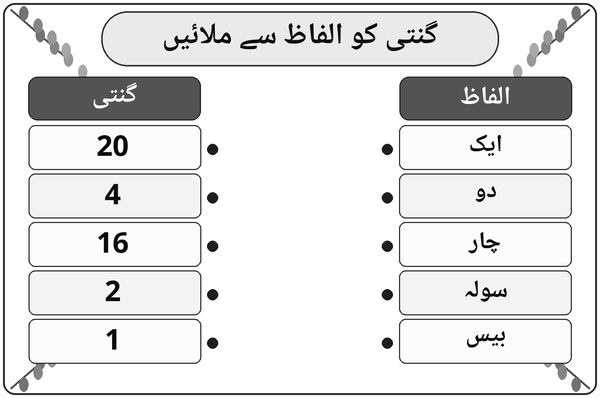 گنتی کو الفاظ سے ملائیں
الفاظ گنتی
ایک 20
دو 4
چار 16
سولہ 2
بیس 1